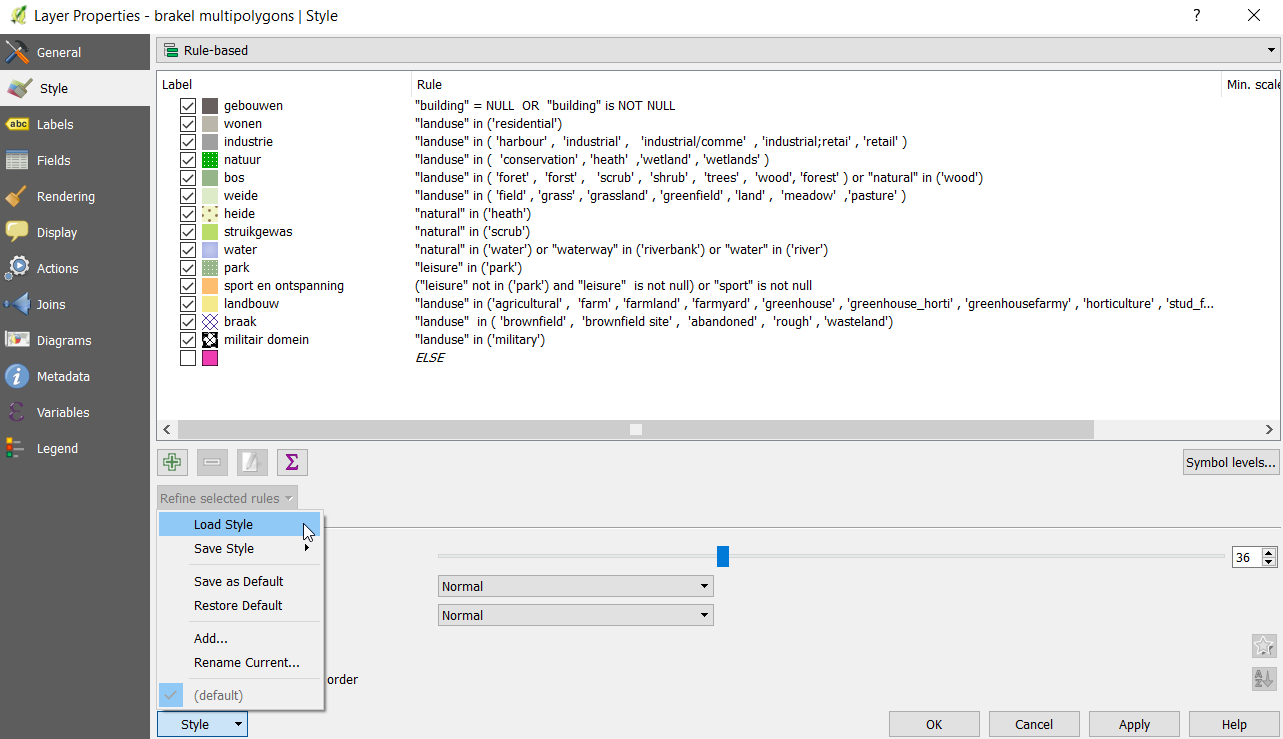 Layer Properties - brakel multipolygons | Style
?
General
Style
abc Labels
Fields
Rendering
Display
Actions
Joins
Diagrams
Metadata
Variables
Legend
Rule-based
Label Rule Min. scale
gebouwen "building" = NULL OR "building" is NOT NULL
wonen "landuse" in ('residential')
industrie "landuse" in ( 'harbour' , 'industrial' , 'industrial/comme' , 'industrial;retai' , 'retail' )
natuur "landuse" in ( 'conservation' , 'heath' ,'wetland' , 'wetlands' )
bos "landuse" in ( 'foret' , 'forst' , 'scrub' , 'shrub' , 'trees' , 'wood', 'forest' ) or "natural" in ('wood')
weide "landuse" in ( 'field' , 'grass' , 'grassland' , 'greenfield' , 'land' , 'meadow' ,'pasture' )
heide "natural" in ('heath')
struikgewas "natural" in ('scrub')
water "natural" in ('water') or "waterway" in ('riverbank') or "water" in ('river')
park "leisure" in ('park')
sport en ontspanning ("leisure" not in ('park') and "leisure" is not null) or "sport" is not null
landbouw "landuse" in ('agricultural' , 'farm' , 'farmland' , 'farmyard' , 'greenhouse' , 'greenhouse_horti' , 'greenhousefarmy' , 'horticulture' , 'stud_f...
braak "landuse" in ( 'brownfield' , 'brownfield site' , 'abandoned' , 'rough' , 'wasteland')
militair domein "landuse" in ('military')
ELSE
Σ
Symbol levels...
Refine selected rules
Load Style
Save Style
Save as Default
Restore Default
Add...
Rename Current...
(default)
36
Normal
Normal
order
Style
OK
Cancel
Apply
Help